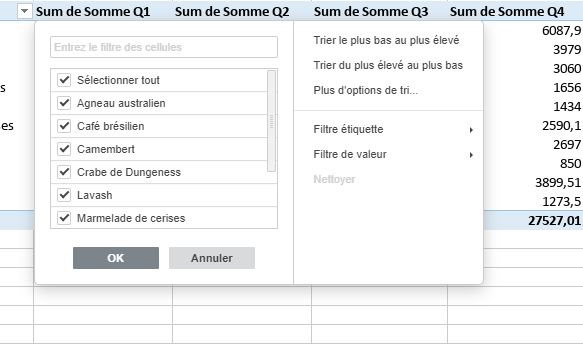 Sum de Somme Q1 Sum de Somme Q2 Sum de Somme Q3 Sum de Somme Q4
Entrez le filtre des cellules
Sélectionner tout
Agneau australien
Café brésilien
Camembert
Crabe de Dungeness
Lavash
Marmelade de cerises
OK Annuler
Trier le plus bas au plus élevé
Trier du plus élevé au plus bas
Plus d'options de tri...
Filtre étiquette
Filtre de valeur
Nettoyer
s
ses
6087,9
3979
3060
1656
1434
2590,1
2697
850
3899,51
1273,5
27527,01